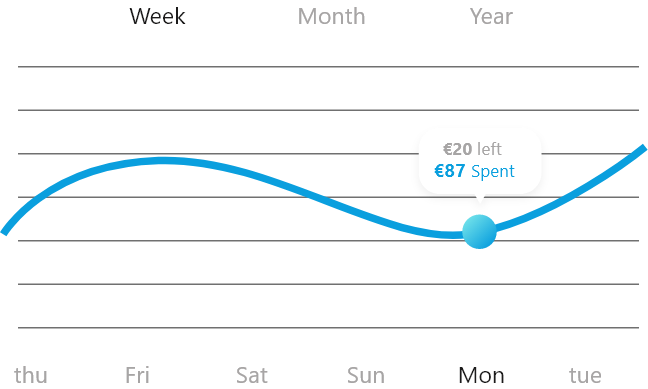 Week Month Year
€20 left
€87 Spent
thu Fri Sat Sun Mon tue